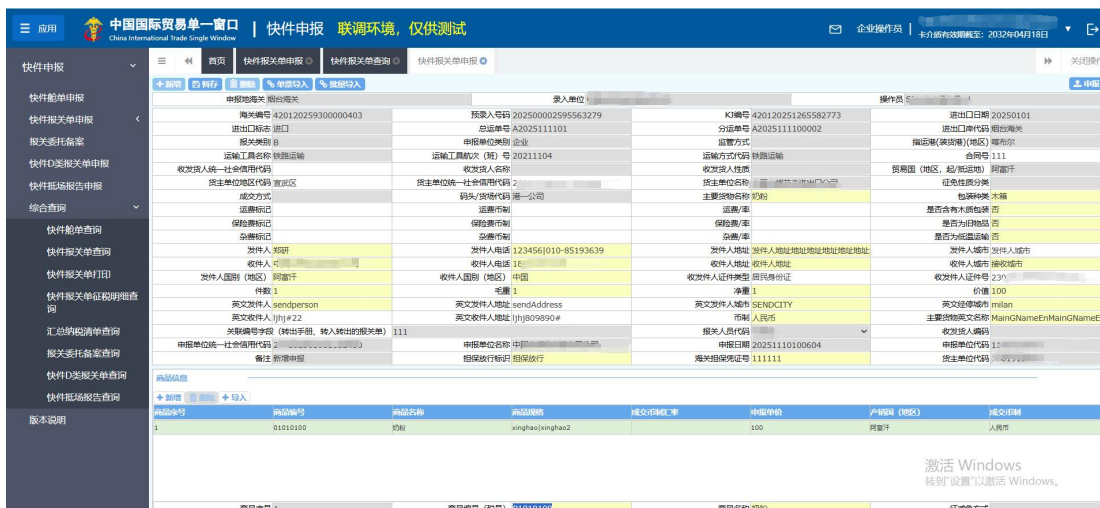 应用 中国国际贸易单一窗口 China International Trade Single Window 快件申报 联调环境，仅供测试 企业操作员 卡介质有效期截至：2032年04月18日
快件申报 首页 快件报关单申报 快件报关单查询 快件报关单申报
新增 暂存 删除 单票导入 批量导入 申报
申报地海关 烟台海关 录入单位 操作员
快件舱单申报
海关编号 420120259300000403 预录入号码 202500002595563279 KJ编号 420120251265582773 进出口日期 20250101
快件报关单申报
进出口标志 进口 总运单号 A2025111101 分运单号 A2025111100002 进出口岸代码 烟台海关
报关委托备案
报关类别 B 申报单位类别 企业 监管方式 指运港(装货港)(地区) 喀布尔
运输工具名称 铁路运输 运输工具航次（班）号 20211104 运输方式代码 铁路运输 合同号 111
快件D类报关单申报
收发货人统一社会信用代码 收发货人名称 收发货人性质 贸易国（地区，起/抵运地） 阿富汗
快件抵场报告申报
货主单位地区代码 宣武区 货主单位统一社会信用代码 货主单位名称 征免性质分类
成交方式 码头/货场代码 港一公司 主要货物名称 奶粉 包装种类 木箱
综合查询
运费标记 运费币制 运费/率 是否含有木质包装 否
快件舱单查询
保险费标记 保险费币制 保险费/率 是否为旧物品 否
杂费标记 杂费币制 杂费/率 是否为低温运输 否
快件报关单查询
发件人 郑研 发件人电话 123456|010-85193639 发件人地址 发件人地址地址地址地址地址地址 发件人城市 发件人城市
收件人 收件人电话 收件人地址 收件人地址 收件人城市 接收城市
快件报关单打印
发件人国别（地区） 阿富汗 收件人国别（地区） 中国 收发件人证件类型 居民身份证 收发件人证件号
件数 1 毛重 1 净重 1 价值 100
快件报关单征税明细查询
英文发件人 sendperson 英文发件人地址 sendAddress 英文发件人城市 SENDCITY 英文经停城市 milan
英文收件人 ljhj#22 英文收件人地址 ljhj809890# 币制 人民币 主要货物英文名称 MainGNameEnMainGNameE
汇总纳税清单查询
关联编号字段（转出手册、转入转出的报关单） 111 报关人员代码 收发货人编码
报关委托备案查询
申报单位统一社会信用代码 申报单位名称 申报日期 20251110100604 申报单位代码
备注 新增申报 担保放行标识 担保放行 海关担保凭证号 111111 货主单位代码
快件D类报关单查询
商品信息
快件抵场报告查询
新增 删除 导入
版本说明
商品序号 商品编号 商品名称 商品规格 成交币制汇率 申报单价 产销国（地区） 成交币制
1 01010100 奶粉 xinghao|xinghao2 100 阿富汗 人民币
激活 Windows
转到"设置"以激活 Windows。
商品序号 1 商品编号（税号） 01010100 商品名称 奶粉 征减免方式